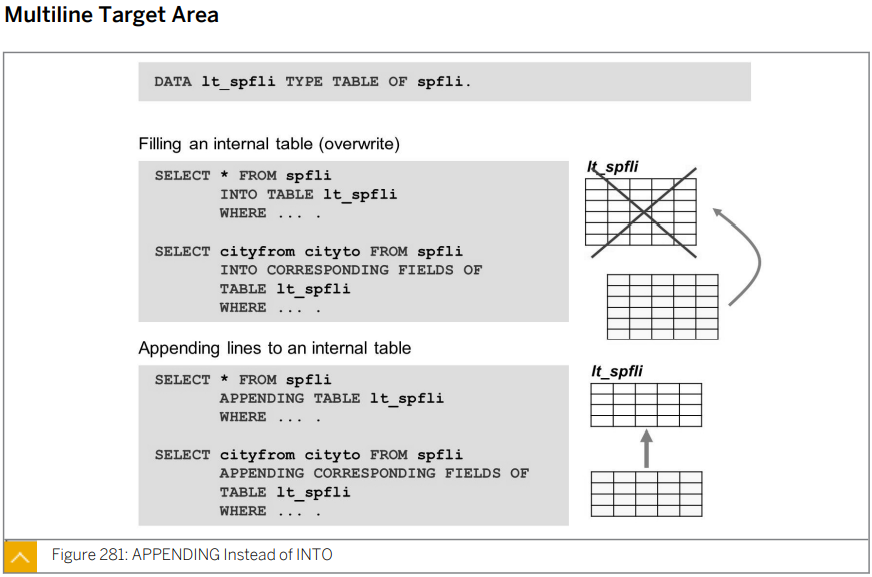 Multiline Target Area
DATA lt_spfli TYPE TABLE OF spfli.
Filling an internal table (overwrite)
SELECT * FROM spfli
INTO TABLE lt_spfli
WHERE ... .
SELECT cityfrom cityto FROM spfli
INTO CORRESPONDING FIELDS OF
TABLE lt_spfli
WHERE ... .
lt_spfli
Appending lines to an internal table
SELECT * FROM spfli
APPENDING TABLE lt_spfli
WHERE ... .
SELECT cityfrom cityto FROM spfli
APPENDING CORRESPONDING FIELDS OF
TABLE lt_spfli
WHERE ... .
lt_spfli
Figure 281: APPENDING Instead of INTO